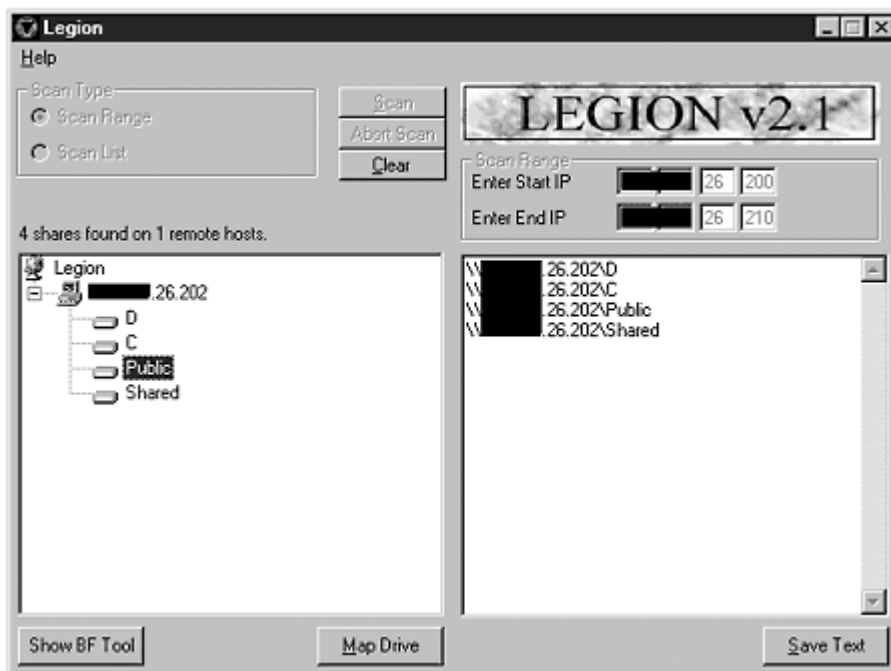 Legion
Help
Scan Type
Scan Range
Scan List
Scan
Abort Scan
Clear
LEGION v2.1
Scan Range
Enter Start IP 26 200
Enter End IP 26 210
4 shares found on 1 remote hosts.
Legion
.26.202
D
C
Public
Shared
\\ .26.202\D
\\ .26.202\C
\\ .26.202\Public
\\ .26.202\Shared
Show BF Tool
Map Drive
Save Text